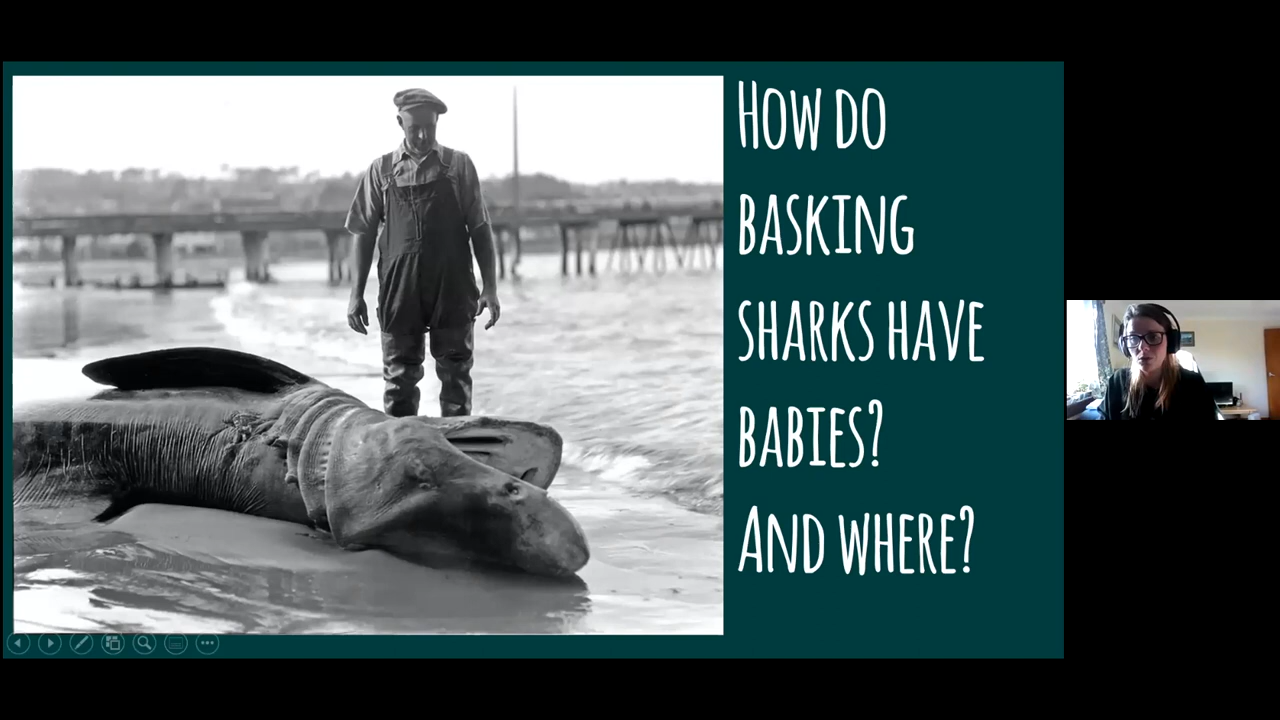 How do
basking
sharks have
babies?
And where?